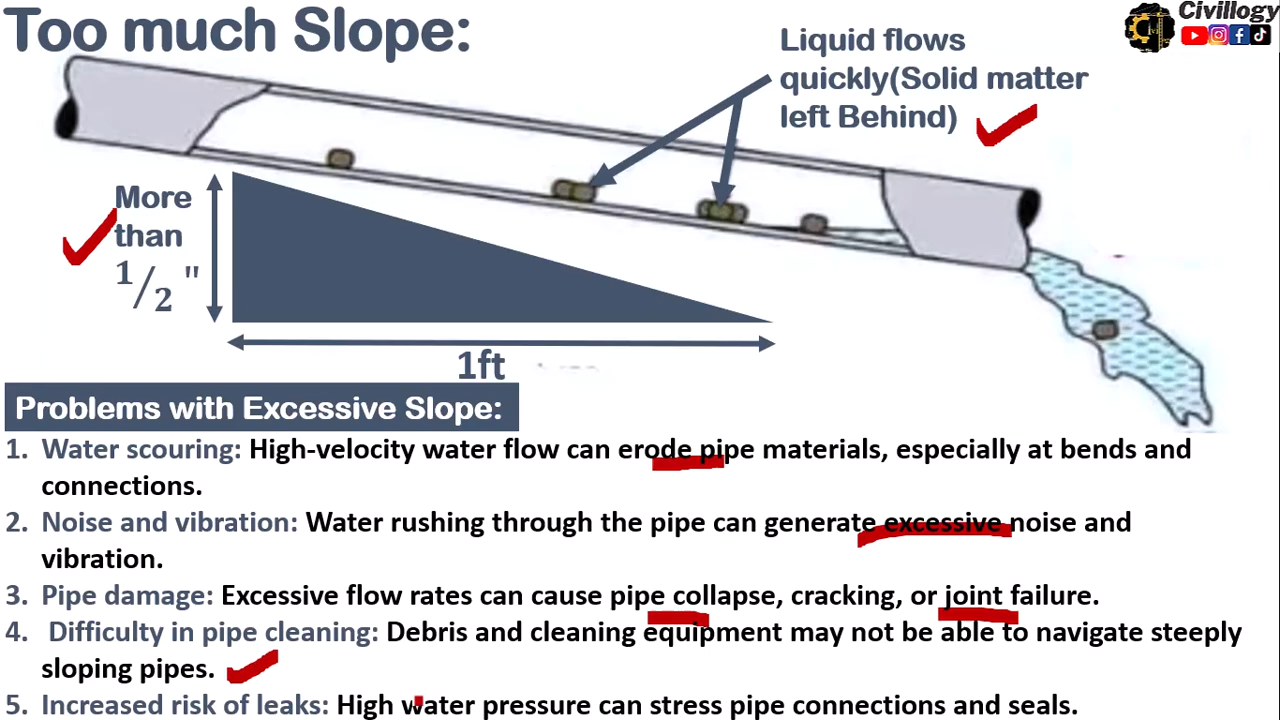 Too much Slope:
Civillogy
Liquid flows
quickly(Solid matter
left Behind)
More
than
1/2 "
1ft
Problems with Excessive Slope:
1. Water scouring: High-velocity water flow can erode pipe materials, especially at bends and
connections.
2. Noise and vibration: Water rushing through the pipe can generate excessive noise and
vibration.
3. Pipe damage: Excessive flow rates can cause pipe collapse, cracking, or joint failure.
4. Difficulty in pipe cleaning: Debris and cleaning equipment may not be able to navigate steeply
sloping pipes.
5. Increased risk of leaks: High water pressure can stress pipe connections and seals.